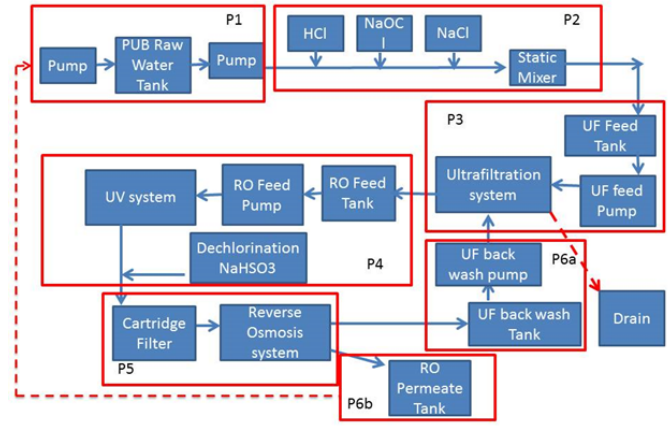 P1
Pump
PUB Raw
Water
Tank
Pump
P2
HCl
NaOC
l
NaCl
Static
Mixer
P3
UF Feed
Tank
Ultrafiltration
system
UF feed
Pump
UV system
RO Feed
Pump
RO Feed
Tank
Dechlorination
NaHSO3
P4
UF back
wash pump
P6a
UF back wash
Tank
Drain
Cartridge
Filter
Reverse
Osmosis
system
P5
P6b
RO
Permeate
Tank